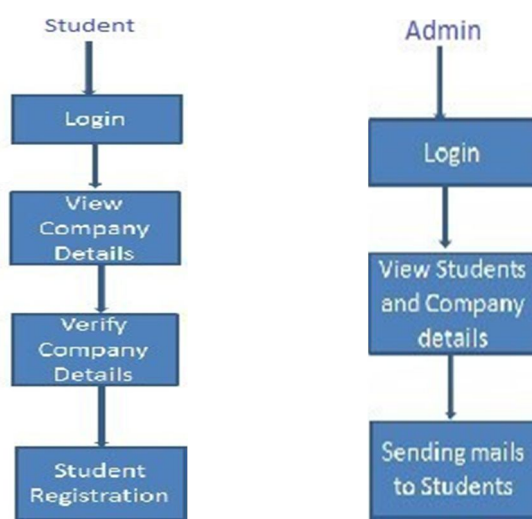 Student
Login
View
Company
Details
Verify
Company
Details
Student
Registration
Admin
Login
View Students
and Company
details
Sending mails
to Students